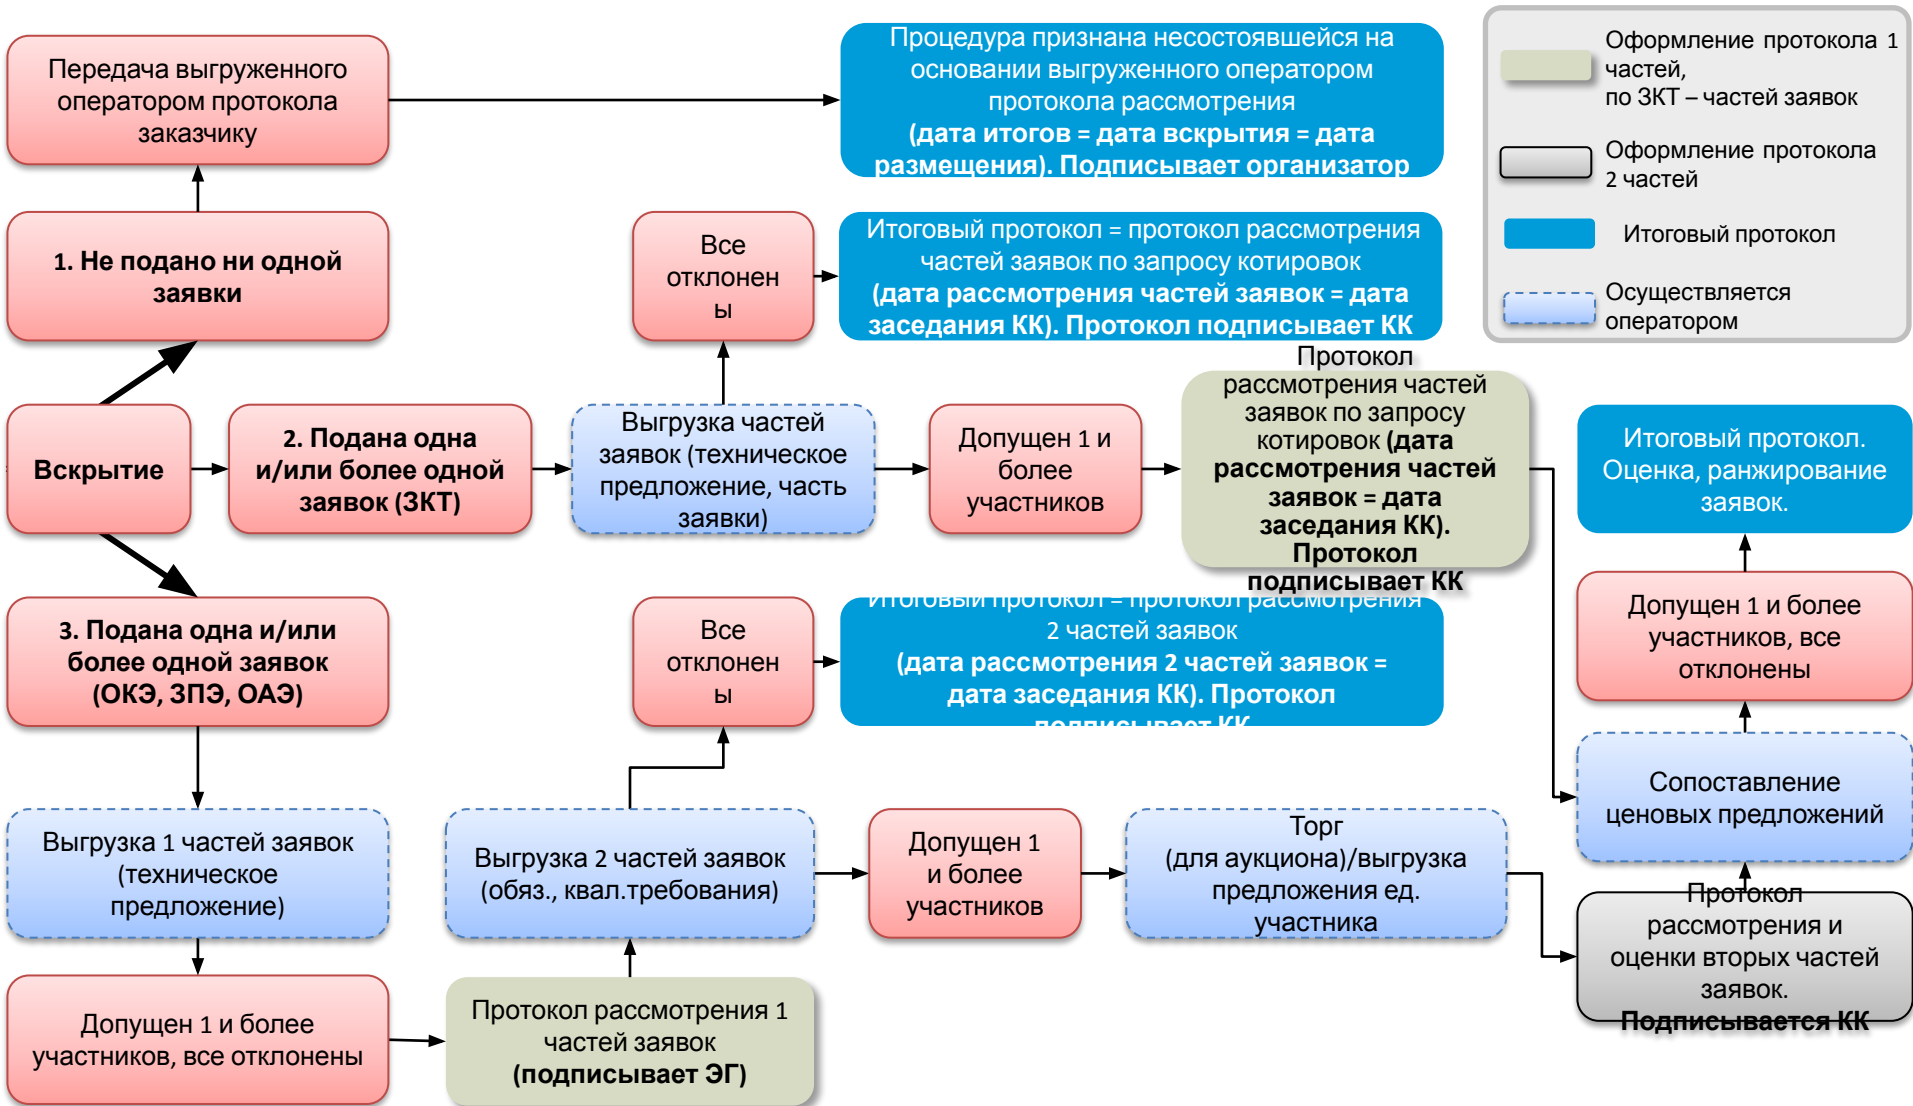 Передача выгруженного
оператором протокола
заказчику
Процедура признана несостоявшейся на
основании выгруженного оператором
протокола рассмотрения
(дата итогов = дата вскрытия = дата
размещения). Подписывает организатор
Оформление протокола 1
частей,
по ЗКТ – частей заявок
Оформление протокола
2 частей
Итоговый протокол
Осуществляется
оператором
1. Не подано ни одной
заявки
Все
отклонен
ы
Итоговый протокол = протокол рассмотрения
частей заявок по запросу котировок
(дата рассмотрения частей заявок = дата
заседания КК). Протокол подписывает КК
Вскрытие
2. Подана одна
и/или более одной
заявок (ЗКТ)
Выгрузка частей
заявок (техническое
предложение, часть
заявки)
Допущен 1 и
более
участников
Протокол
рассмотрения частей
заявок по запросу
котировок (дата
рассмотрения частей
заявок = дата
заседания КК).
Протокол
подписывает КК
Итоговый протокол.
Оценка, ранжирование
заявок.
3. Подана одна и/или
более одной заявок
(ОКЭ, ЗПЭ, ОАЭ)
Все
отклонен
ы
Итоговый протокол = протокол рассмотрения
2 частей заявок
(дата рассмотрения 2 частей заявок =
дата заседания КК). Протокол
подписывает КК
Допущен 1 и более
участников, все
отклонены
Выгрузка 1 частей заявок
(техническое
предложение)
Выгрузка 2 частей заявок
(обяз., квал.требования)
Допущен 1
и более
участников
Торг
(для аукциона)/выгрузка
предложения ед.
участника
Сопоставление
ценовых предложений
Допущен 1 и более
участников, все отклонены
Протокол рассмотрения 1
частей заявок
(подписывает ЭГ)
Протокол
рассмотрения и
оценки вторых частей
заявок.
Подписывается КК